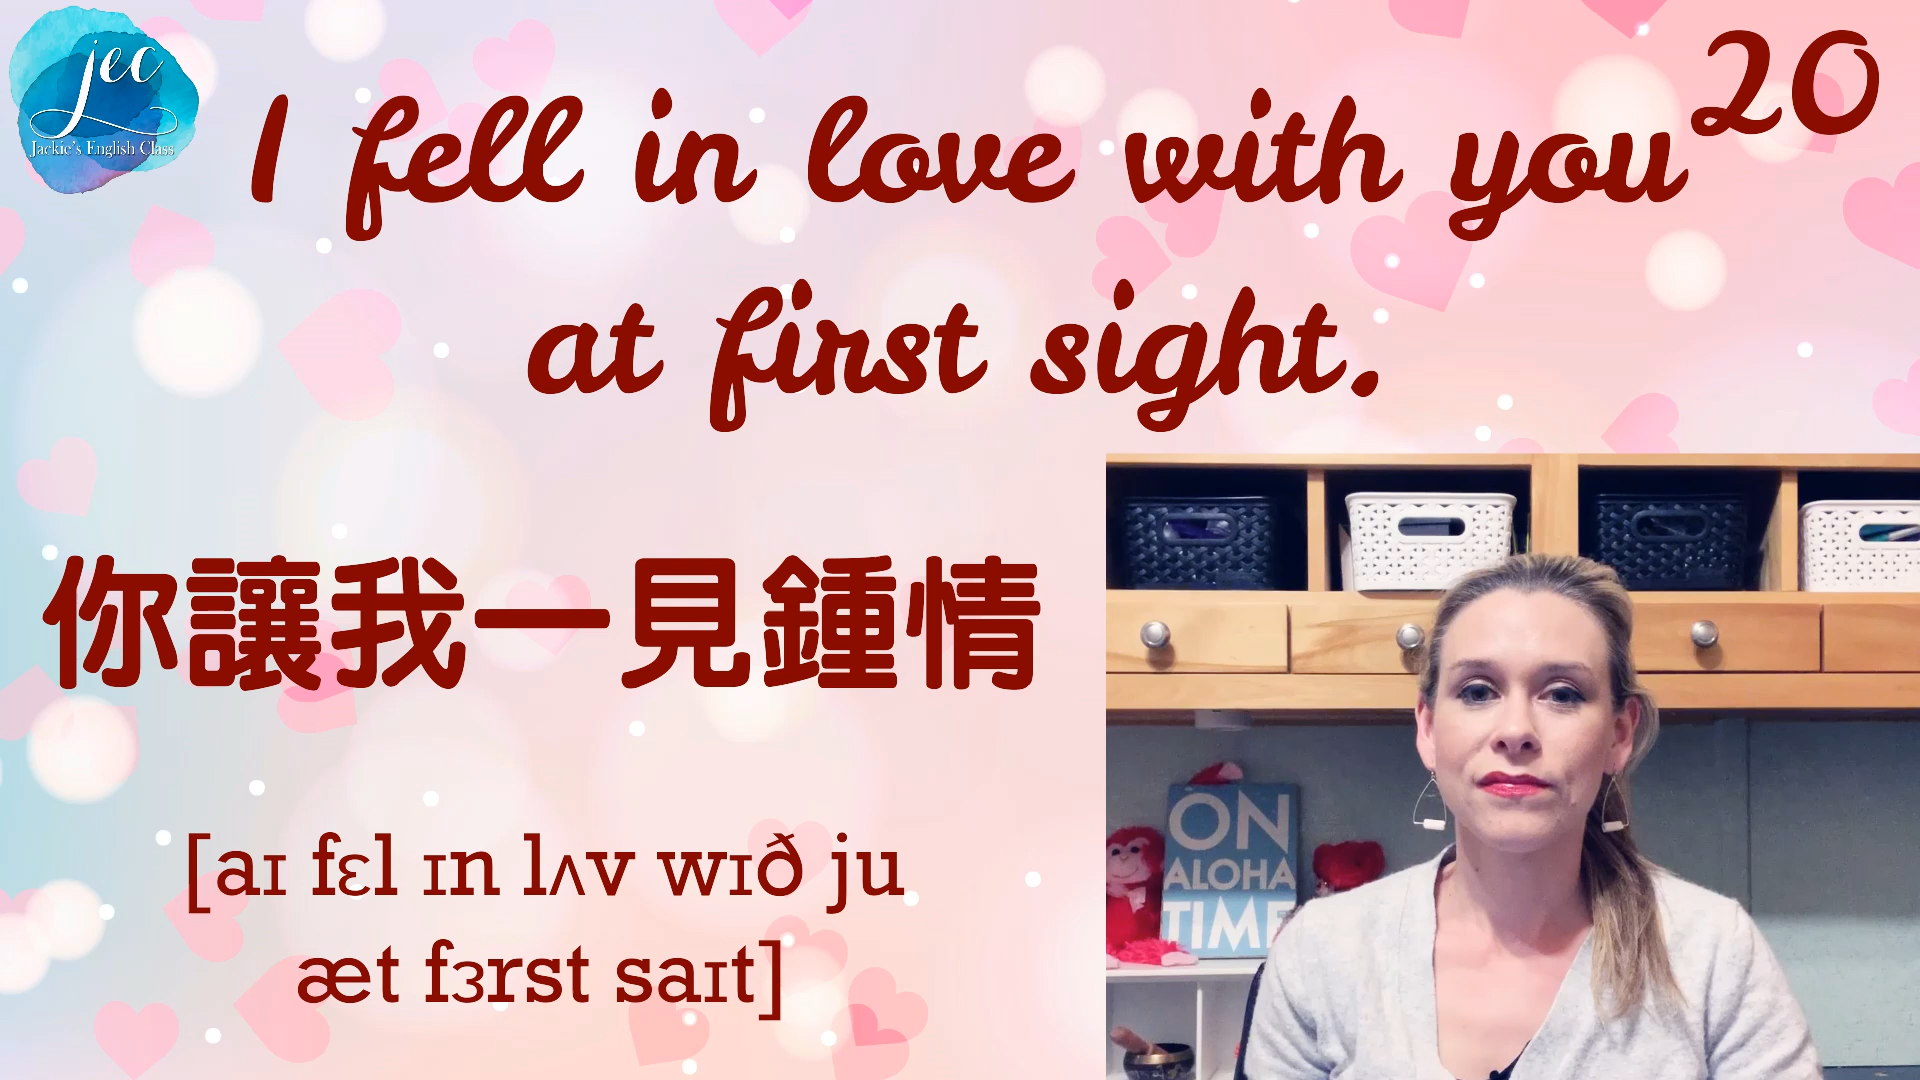 jec
Jackie's English Class
20
I fell in love with you
at first sight.
你讓我一見鍾情
[aɪ fɛl ɪn lʌv wɪð ju
æt fɜrst saɪt]
ON
ALOHA
TIME